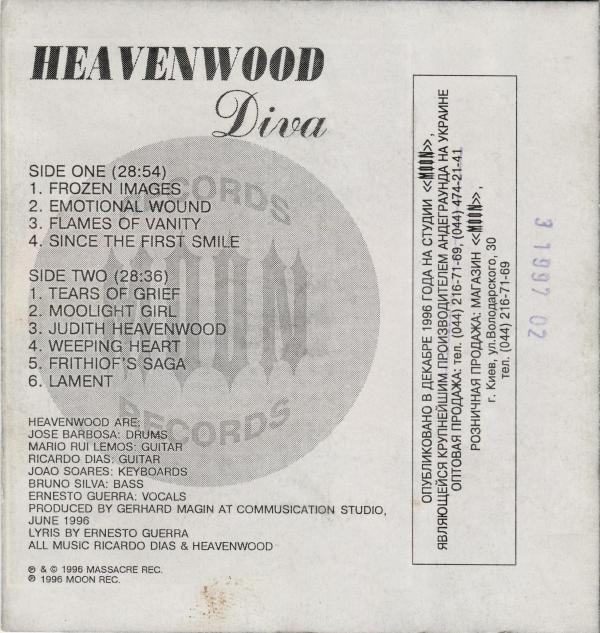 HEAVENWOOD
Diva
SIDE ONE (28:54)
1. FROZEN IMAGES
2. EMOTIONAL WOUND
3. FLAMES OF VANITY
4. SINCE THE FIRST SMILE
SIDE TWO (28:36)
1. TEARS OF GRIEF
2. MOOLIGHT GIRL
3. JUDITH HEAVENWOOD
4. WEEPING HEART
5. FRITHIOF'S SAGA
6. LAMENT
RECORDS
MOON
RECORDS
HEAVENWOOD ARE:
JOSE BARBOSA: DRUMS
MARIO RUI LEMOS: GUITAR
RICARDO DIAS: GUITAR
JOAO SOARES: KEYBOARDS
BRUNO SILVA: BASS
ERNESTO GUERRA: VOCALS
PRODUCED BY GERHARD MAGIN AT COMMUSICATION STUDIO,
JUNE 1996
LYRIS BY ERNESTO GUERRA
ALL MUSIC RICARDO DIAS & HEAVENWOOD
℗ & © 1996 MASSACRE REC.
℗ 1996 MOON REC.
ОПУБЛИКОВАНО В ДЕКАБРЕ 1996 ГОДА НА СТУДИИ «MOON»,
ЯВЛЯЮЩЕЙСЯ КРУПНЕЙШИМ ПРОИЗВОДИТЕЛЕМ АНДЕГРАУНДА НА УКРАИНЕ
ОПТОВАЯ ПРОДАЖА: тел. (044) 216-71-69, (044) 474-21-41
РОЗНИЧНАЯ ПРОДАЖА: МАГАЗИН «MOON»,
г. Киев, ул.Володарского, 30
тел. (044) 216-71-69
3 1997 02